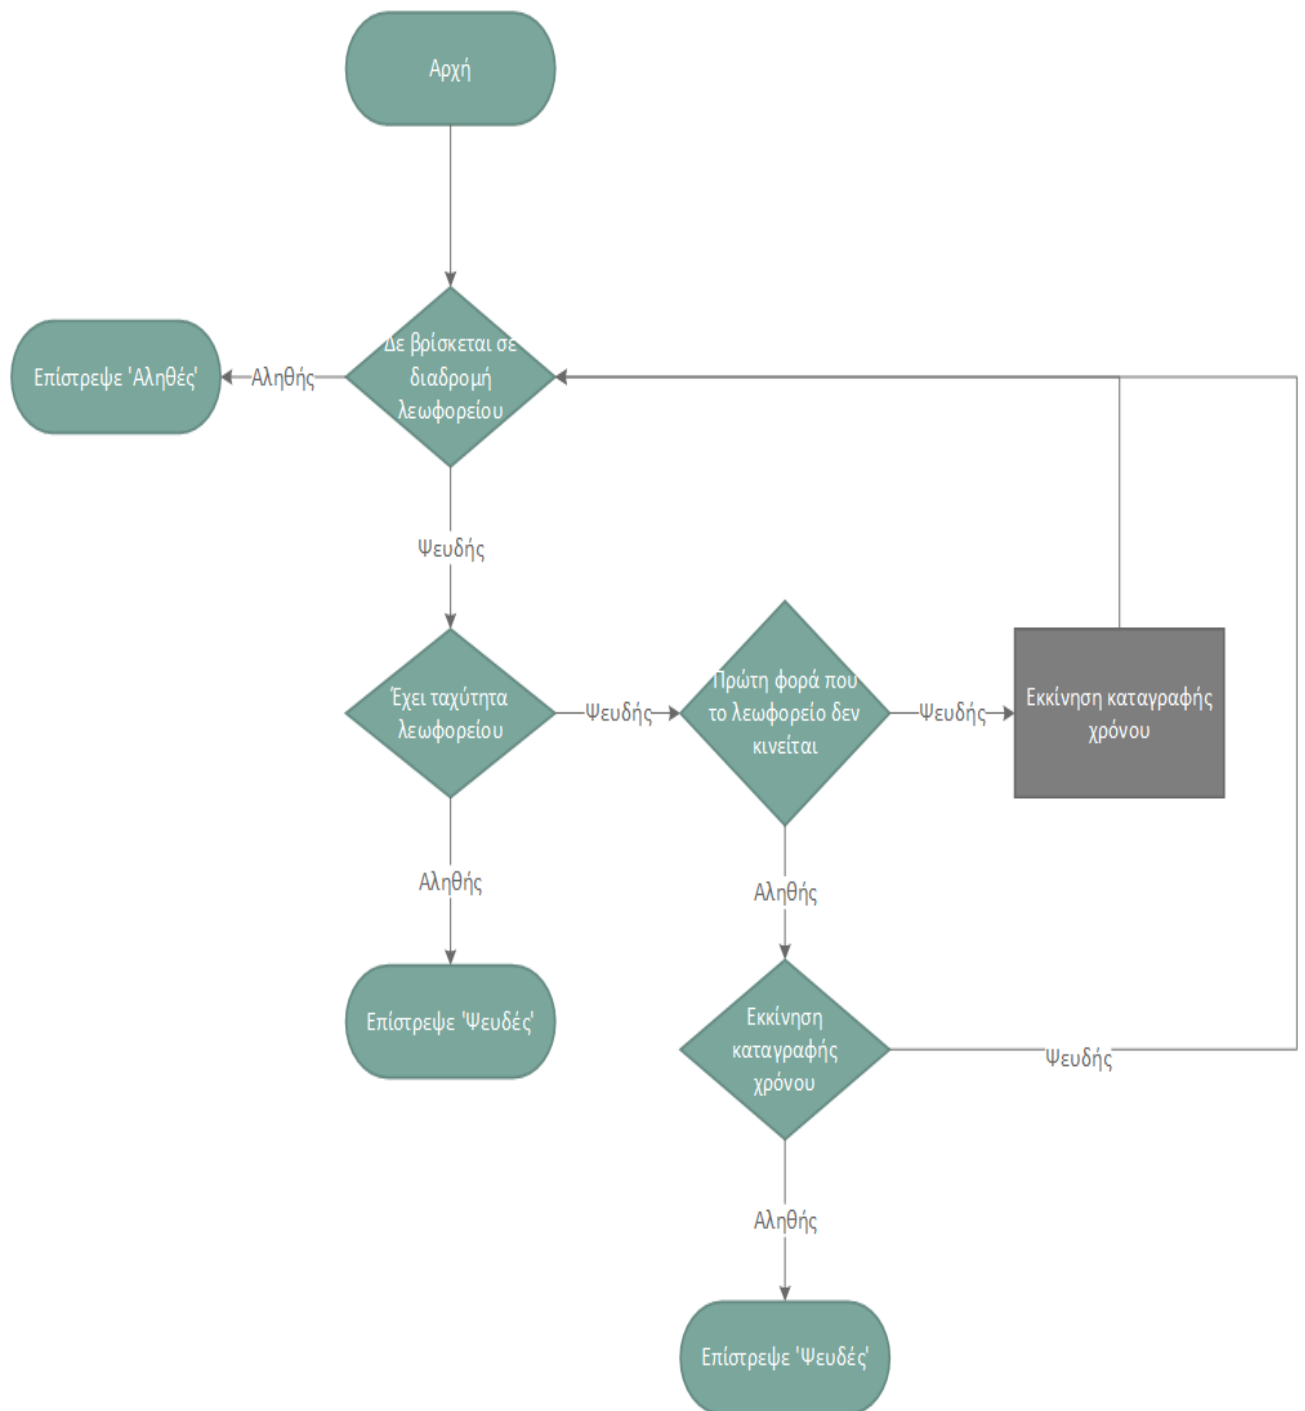 Αρχή
Δε βρίσκεται σε
διαδρομή
λεωφορείου
Αληθής
Επίστρεψε 'Αληθές'
Ψευδής
Έχει ταχύτητα
λεωφορείου
Ψευδής
Πρώτη φορά που
το λεωφορείο δεν
κινείται
Ψευδής
Εκκίνηση καταγραφής
χρόνου
Αληθής
Αληθής
Επίστρεψε 'Ψευδές'
Εκκίνηση
καταγραφής
χρόνου
Ψευδής
Αληθής
Επίστρεψε 'Ψευδές'